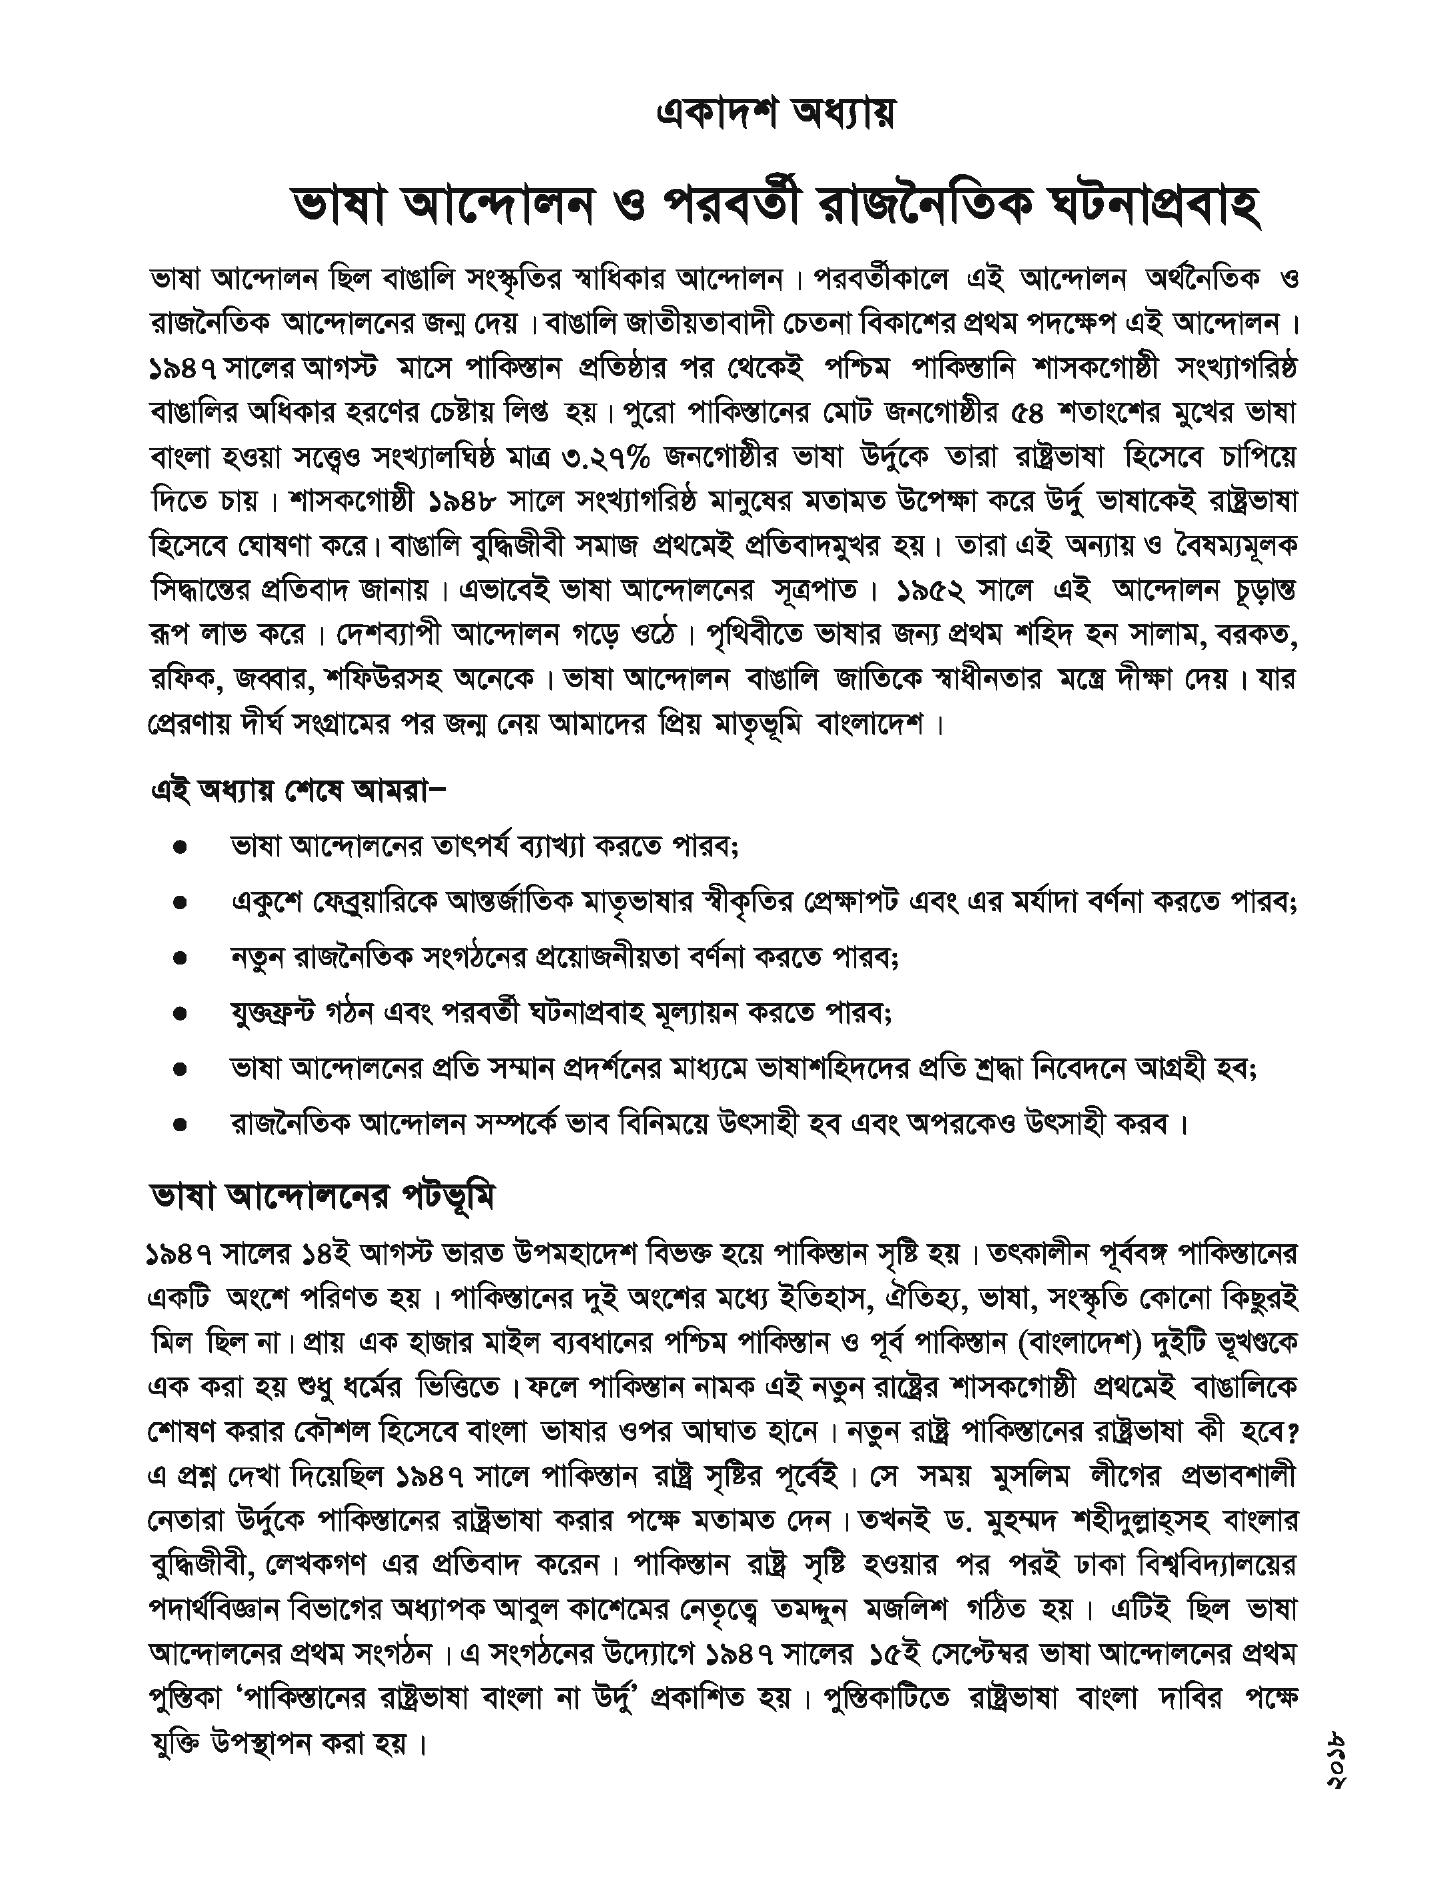 একাদশ অধ্যায়
ভাষা আন্দোলন ও পরবর্তী রাজনৈতিক ঘটনাপ্রবাহ
ভাষা আন্দোলন ছিল বাঙালি সংস্কৃতির স্বাধিকার আন্দোলন। পরবর্তীকালে এই আন্দোলন অর্থনৈতিক ও
রাজনৈতিক আন্দোলনের জন্ম দেয়। বাঙালি জাতীয়তাবাদী চেতনা বিকাশের প্রথম পদক্ষেপ এই আন্দোলন।
১৯৪৭ সালের আগস্ট মাসে পাকিস্তান প্রতিষ্ঠার পর থেকেই পশ্চিম পাকিস্তানি শাসকগোষ্ঠী সংখ্যাগরিষ্ঠ
বাঙালির অধিকার হরণের চেষ্টায় লিপ্ত হয়। পুরো পাকিস্তানের মোট জনগোষ্ঠীর ৫৪ শতাংশের মুখের ভাষা
বাংলা হওয়া সত্ত্বেও সংখ্যালঘিষ্ঠ মাত্র ৩.২৭% জনগোষ্ঠীর ভাষা উর্দুকে তারা রাষ্ট্রভাষা হিসেবে চাপিয়ে
দিতে চায়। শাসকগোষ্ঠী ১৯৪৮ সালে সংখ্যাগরিষ্ঠ মানুষের মতামত উপেক্ষা করে উর্দু ভাষাকেই রাষ্ট্রভাষা
হিসেবে ঘোষণা করে। বাঙালি বুদ্ধিজীবী সমাজ প্রথমেই প্রতিবাদমুখর হয়। তারা এই অন্যায় ও বৈষম্যমূলক
সিদ্ধান্তের প্রতিবাদ জানায়। এভাবেই ভাষা আন্দোলনের সূত্রপাত। ১৯৫২ সালে এই আন্দোলন চূড়ান্ত
রূপ লাভ করে। দেশব্যাপী আন্দোলন গড়ে ওঠে। পৃথিবীতে ভাষার জন্য প্রথম শহিদ হন সালাম, বরকত,
রফিক, জব্বার, শফিউরসহ অনেকে। ভাষা আন্দোলন বাঙালি জাতিকে স্বাধীনতার মন্ত্রে দীক্ষা দেয়। যার
প্রেরণায় দীর্ঘ সংগ্রামের পর জন্ম নেয় আমাদের প্রিয় মাতৃভূমি বাংলাদেশ।
এই অধ্যায় শেষে আমরা–
● ভাষা আন্দোলনের তাৎপর্য ব্যাখ্যা করতে পারব;
● একুশে ফেব্রুয়ারিকে আন্তর্জাতিক মাতৃভাষার স্বীকৃতির প্রেক্ষাপট এবং এর মর্যাদা বর্ণনা করতে পারব;
● নতুন রাজনৈতিক সংগঠনের প্রয়োজনীয়তা বর্ণনা করতে পারব;
● যুক্তফ্রন্ট গঠন এবং পরবর্তী ঘটনাপ্রবাহ মূল্যায়ন করতে পারব;
● ভাষা আন্দোলনের প্রতি সম্মান প্রদর্শনের মাধ্যমে ভাষাশহিদদের প্রতি শ্রদ্ধা নিবেদনে আগ্রহী হব;
● রাজনৈতিক আন্দোলন সম্পর্কে ভাব বিনিময়ে উৎসাহী হব এবং অপরকেও উৎসাহী করব।
ভাষা আন্দোলনের পটভূমি
১৯৪৭ সালের ১৪ই আগস্ট ভারত উপমহাদেশ বিভক্ত হয়ে পাকিস্তান সৃষ্টি হয়। তৎকালীন পূর্ববঙ্গ পাকিস্তানের
একটি অংশে পরিণত হয়। পাকিস্তানের দুই অংশের মধ্যে ইতিহাস, ঐতিহ্য, ভাষা, সংস্কৃতি কোনো কিছুরই
মিল ছিল না। প্রায় এক হাজার মাইল ব্যবধানের পশ্চিম পাকিস্তান ও পূর্ব পাকিস্তান (বাংলাদেশ) দুইটি ভূখণ্ডকে
এক করা হয় শুধু ধর্মের ভিত্তিতে। ফলে পাকিস্তান নামক এই নতুন রাষ্ট্রের শাসকগোষ্ঠী প্রথমেই বাঙালিকে
শোষণ করার কৌশল হিসেবে বাংলা ভাষার ওপর আঘাত হানে। নতুন রাষ্ট্র পাকিস্তানের রাষ্ট্রভাষা কী হবে?
এ প্রশ্ন দেখা দিয়েছিল ১৯৪৭ সালে পাকিস্তান রাষ্ট্র সৃষ্টির পূর্বেই। সে সময় মুসলিম লীগের প্রভাবশালী
নেতারা উর্দুকে পাকিস্তানের রাষ্ট্রভাষা করার পক্ষে মতামত দেন। তখনই ড. মুহম্মদ শহীদুল্লাহ্‌সহ বাংলার
বুদ্ধিজীবী, লেখকগণ এর প্রতিবাদ করেন। পাকিস্তান রাষ্ট্র সৃষ্টি হওয়ার পর পরই ঢাকা বিশ্ববিদ্যালয়ের
পদার্থবিজ্ঞান বিভাগের অধ্যাপক আবুল কাশেমের নেতৃত্বে তমদ্দুন মজলিশ গঠিত হয়। এটিই ছিল ভাষা
আন্দোলনের প্রথম সংগঠন। এ সংগঠনের উদ্যোগে ১৯৪৭ সালের ১৫ই সেপ্টেম্বর ভাষা আন্দোলনের প্রথম
পুস্তিকা ‘পাকিস্তানের রাষ্ট্রভাষা বাংলা না উর্দু’ প্রকাশিত হয়। পুস্তিকাটিতে রাষ্ট্রভাষা বাংলা দাবির পক্ষে
যুক্তি উপস্থাপন করা হয়।
২০১৮